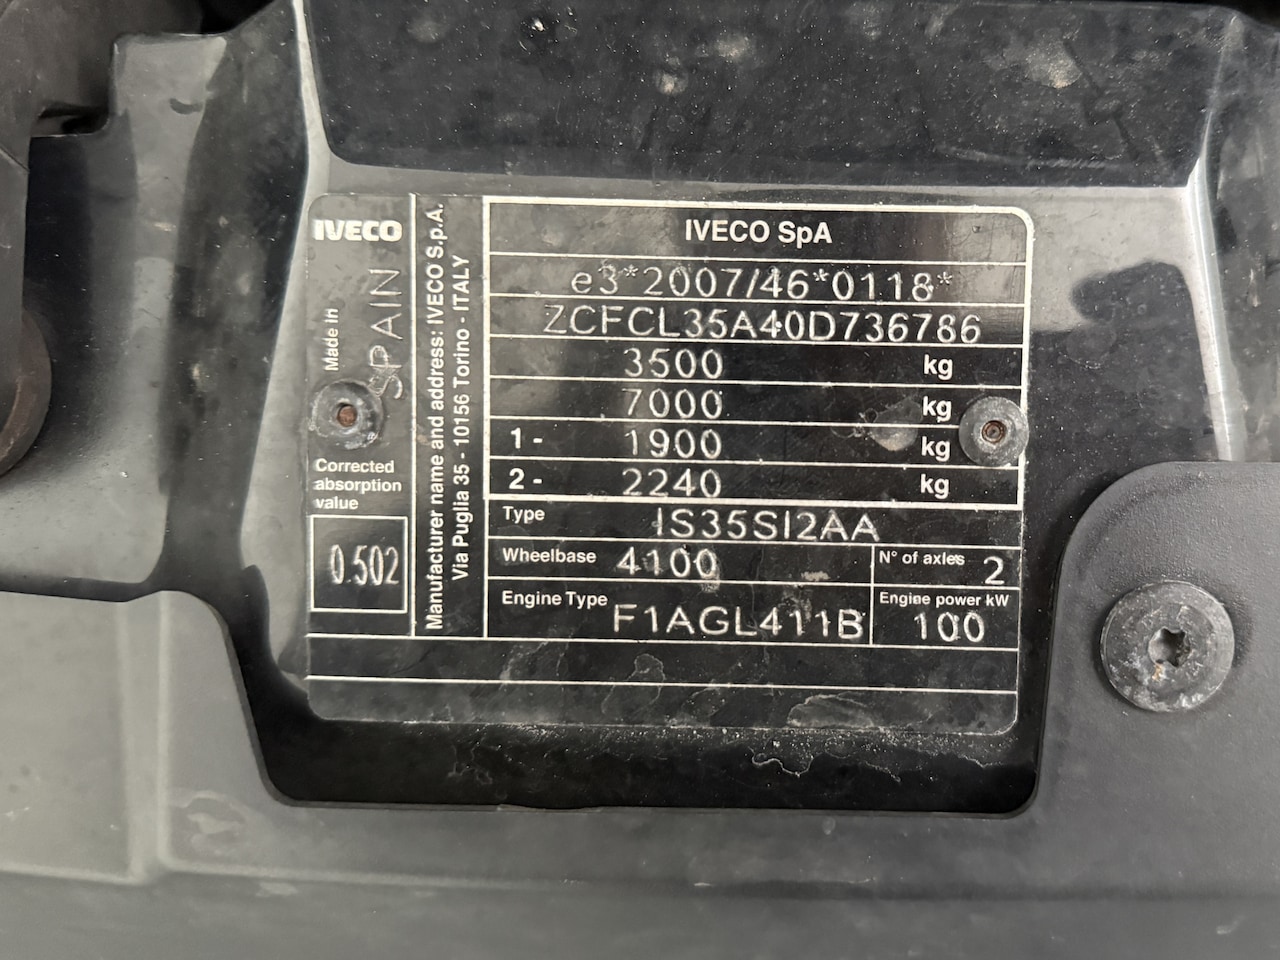 IVECO
Made in
SPAIN
Corrected
absorption
value
0.502
Manufacturer name and address: IVECO S.p.A.
Via Puglia 35 - 10156 Torino - ITALY
IVECO SpA
e3*2007/46*0118*
ZCFCL35A40D736786
3500 kg
7000 kg
1 - 1900 kg
2 - 2240 kg
Type IS35SI2AA
Wheelbase 4100 N° of axles 2
Engine Type F1AGL411B Engine power kW 100